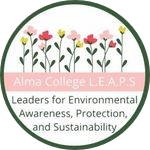 Alma College L.E.A.P.S
Leaders for Environmental
Awareness, Protection,
and Sustainability